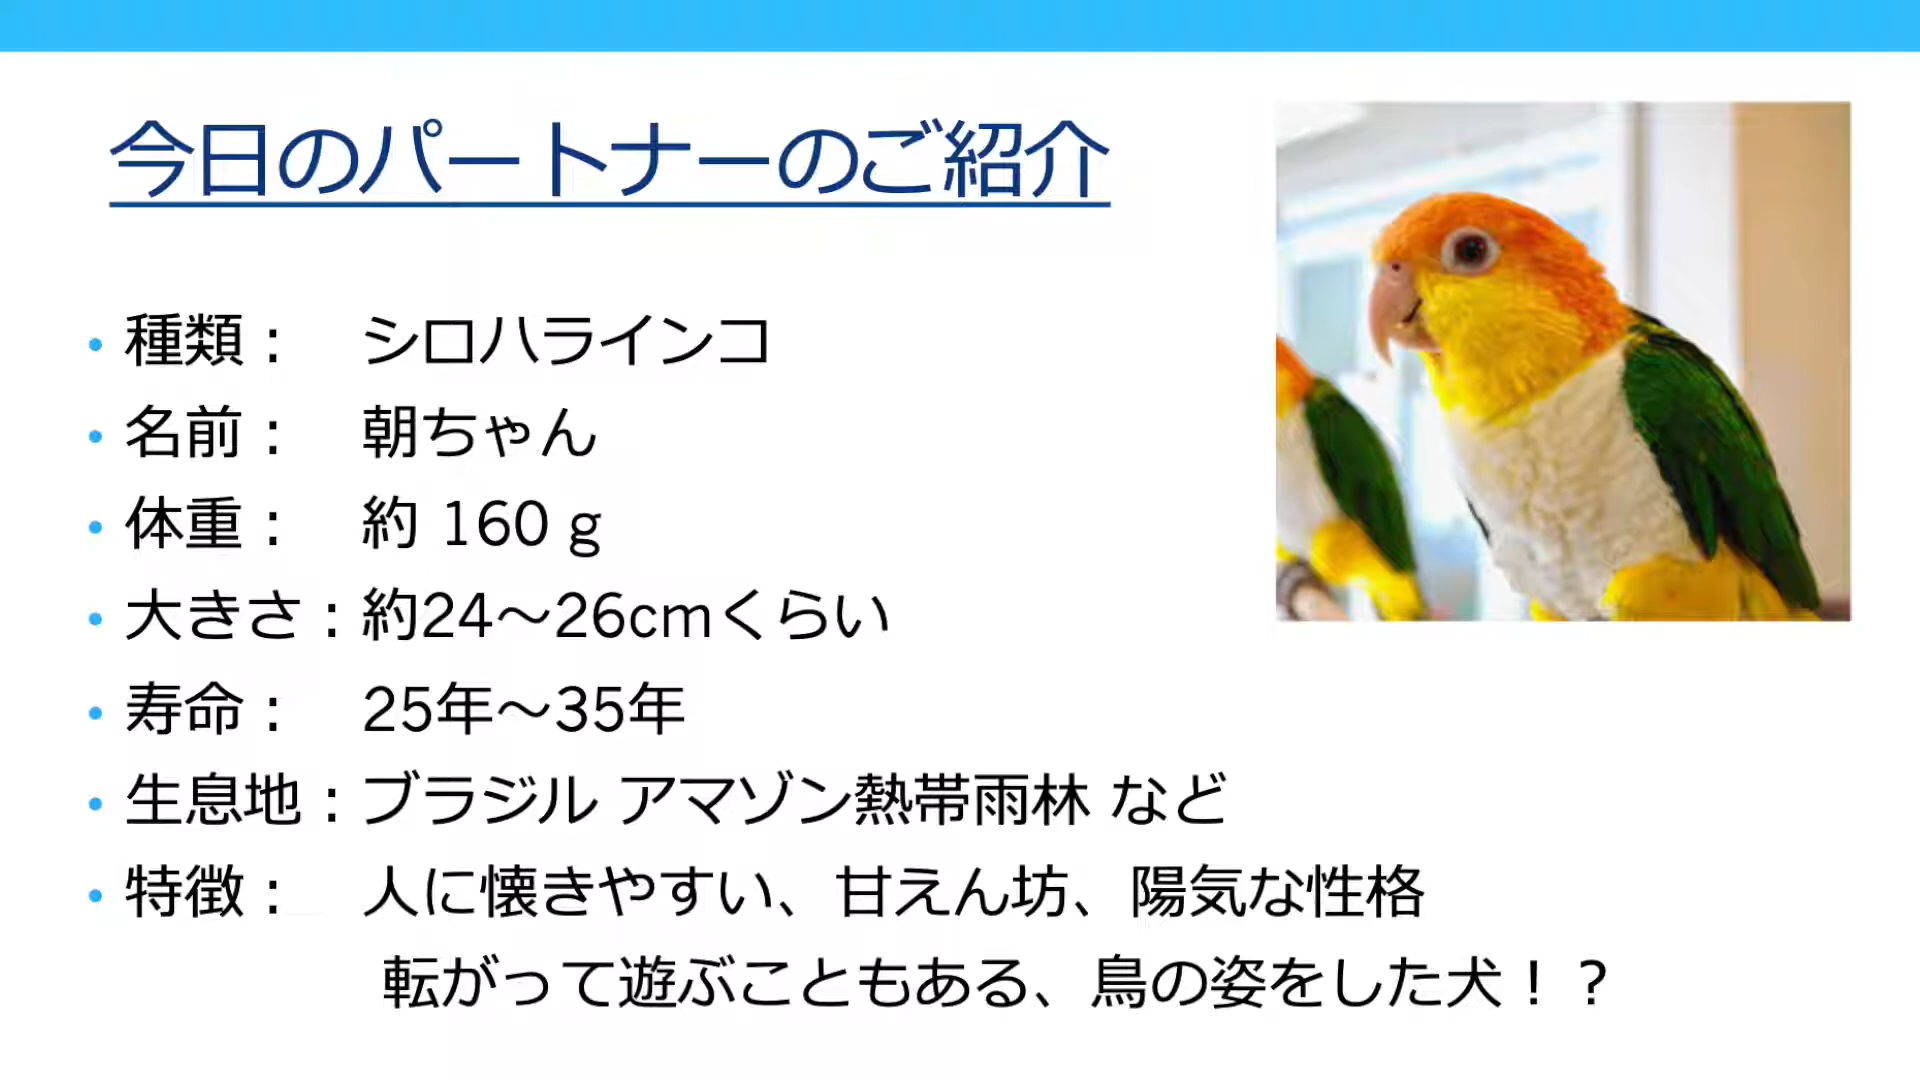 今日のパートナーのご紹介
・種類： シロハラインコ
・名前： 朝ちゃん
・体重： 約 160 g
・大きさ：約24～26cmくらい
・寿命： 25年～35年
・生息地：ブラジル アマゾン熱帯雨林 など
・特徴： 人に懐きやすい、甘えん坊、陽気な性格
転がって遊ぶこともある、鳥の姿をした犬！？